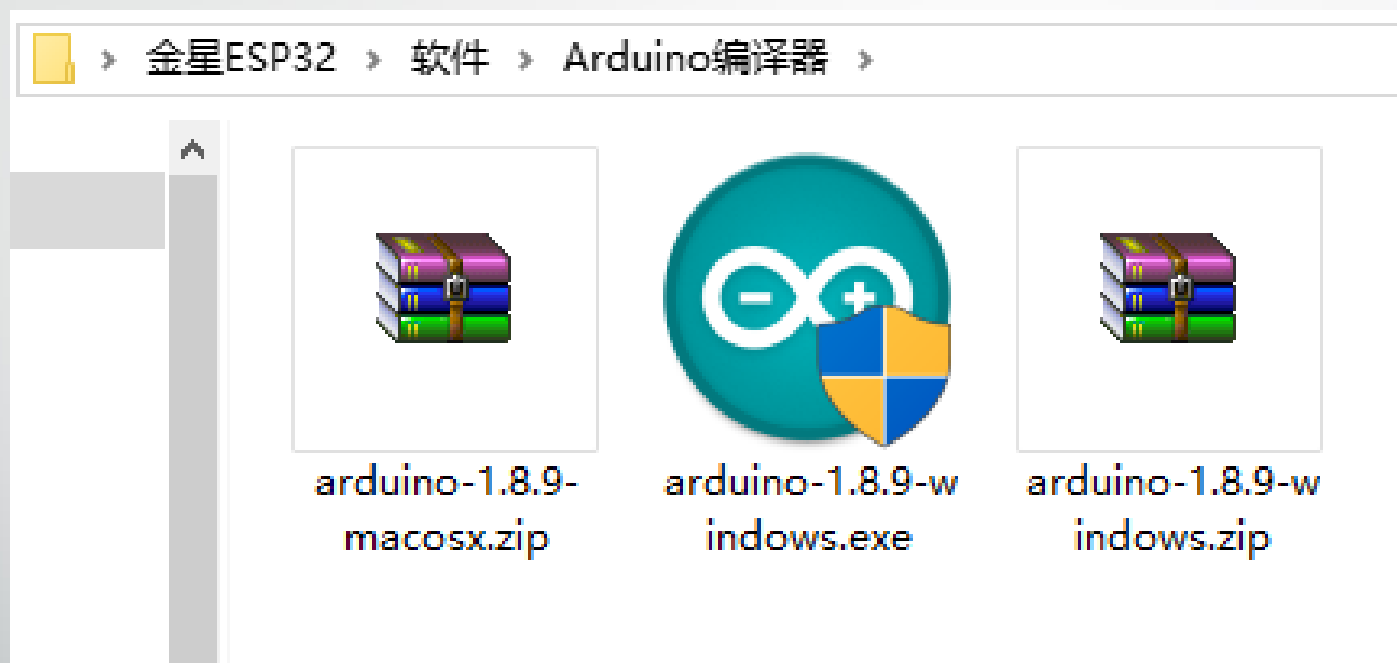 金星ESP32 > 软件 > Arduino编译器 >
arduino-1.8.9-
macosx.zip
arduino-1.8.9-w
indows.exe
arduino-1.8.9-w
indows.zip